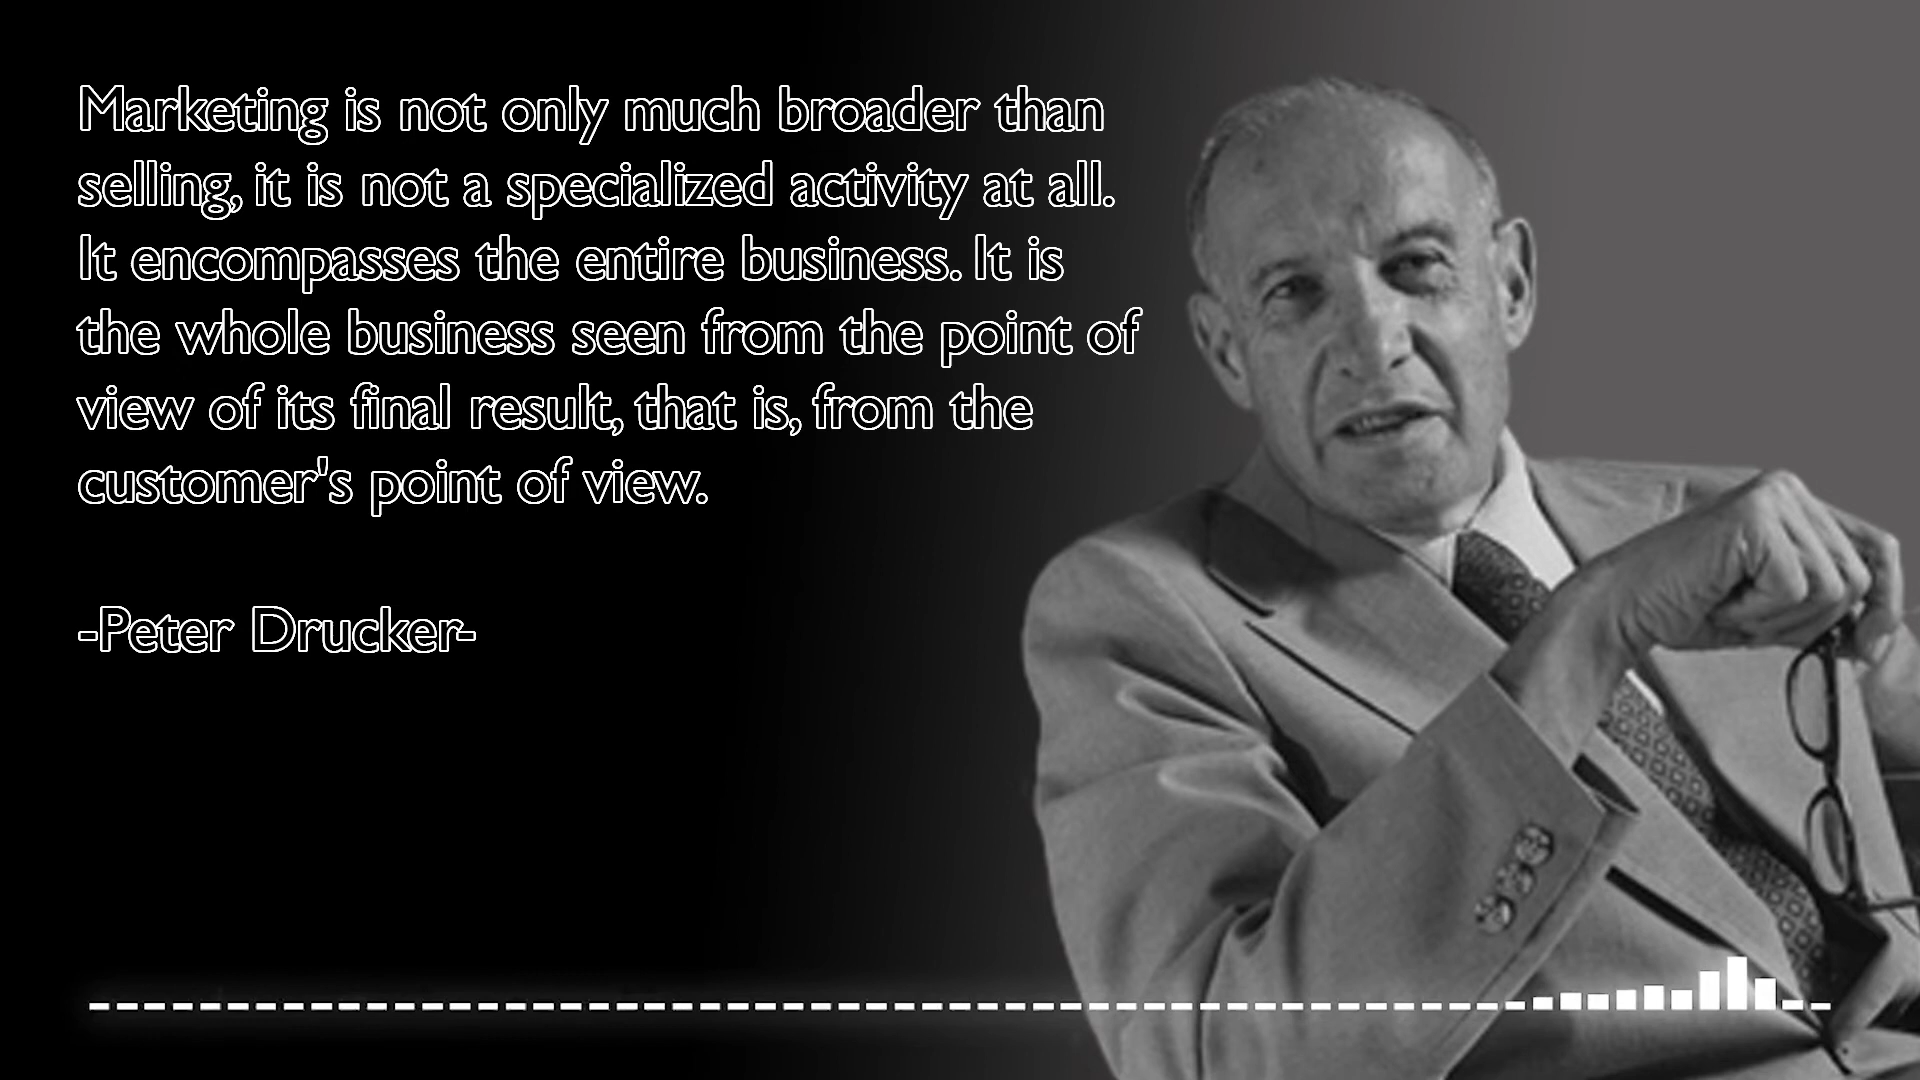 Marketing is not only much broader than
selling, it is not a specialized activity at all.
It encompasses the entire business. It is
the whole business seen from the point of
view of its final result, that is, from the
customer's point of view.
-Peter Drucker-